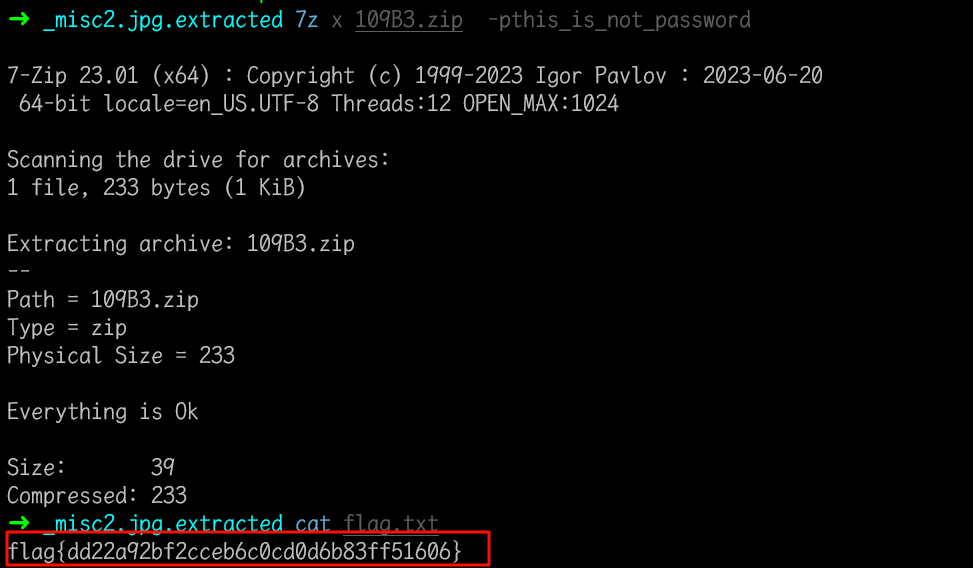 ➜ _misc2.jpg.extracted 7z x 109B3.zip -pthis_is_not_password
7-Zip 23.01 (x64) : Copyright (c) 1999-2023 Igor Pavlov : 2023-06-20
64-bit locale=en_US.UTF-8 Threads:12 OPEN_MAX:1024
Scanning the drive for archives:
1 file, 233 bytes (1 KiB)
Extracting archive: 109B3.zip
--
Path = 109B3.zip
Type = zip
Physical Size = 233
Everything is Ok
Size: 39
Compressed: 233
➜ _misc2.jpg.extracted cat flag.txt
flag{dd22a92bf2cceb6c0cd0d6b83ff51606}